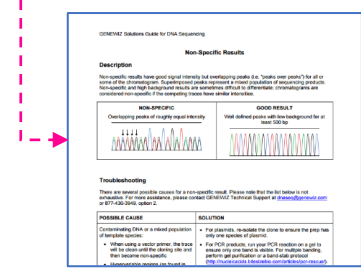 GENEWIZ Solutions Guide for DNA Sequencing
Non-Specific Results
Description
Non-specific results have good signal intensity but overlapping peaks (i.e. "peaks over peaks") for all or
some of the chromatogram. Superimposed peaks represent a mixed population of sequencing products.
Non-specific and high background results are sometimes difficult to differentiate; chromatograms are
considered non-specific if the competing traces have similar intensities.
NON-SPECIFIC
Overlapping peaks of roughly equal intensity
GOOD RESULT
Well defined peaks with low background for at
least 500 bp
Troubleshooting
There are several possible causes for a non-specific result. Please note that the list below is not
exhaustive. For more assistance, please contact GENEWIZ Technical Support at dnaseq@genewiz.com
or 877-436-3949, option 2.
POSSIBLE CAUSE
SOLUTION
Contaminating DNA or a mixed population
of template species:
• When using a vector primer, the trace
will be clean until the cloning site and
then become non-specific
• For plasmids, re-isolate the clone to ensure the prep has
only one species of plasmid.
• For PCR products, run your PCR reaction on a gel to
ensure only one band is visible. For multiple banding,
perform gel purification or a band-stab protocol